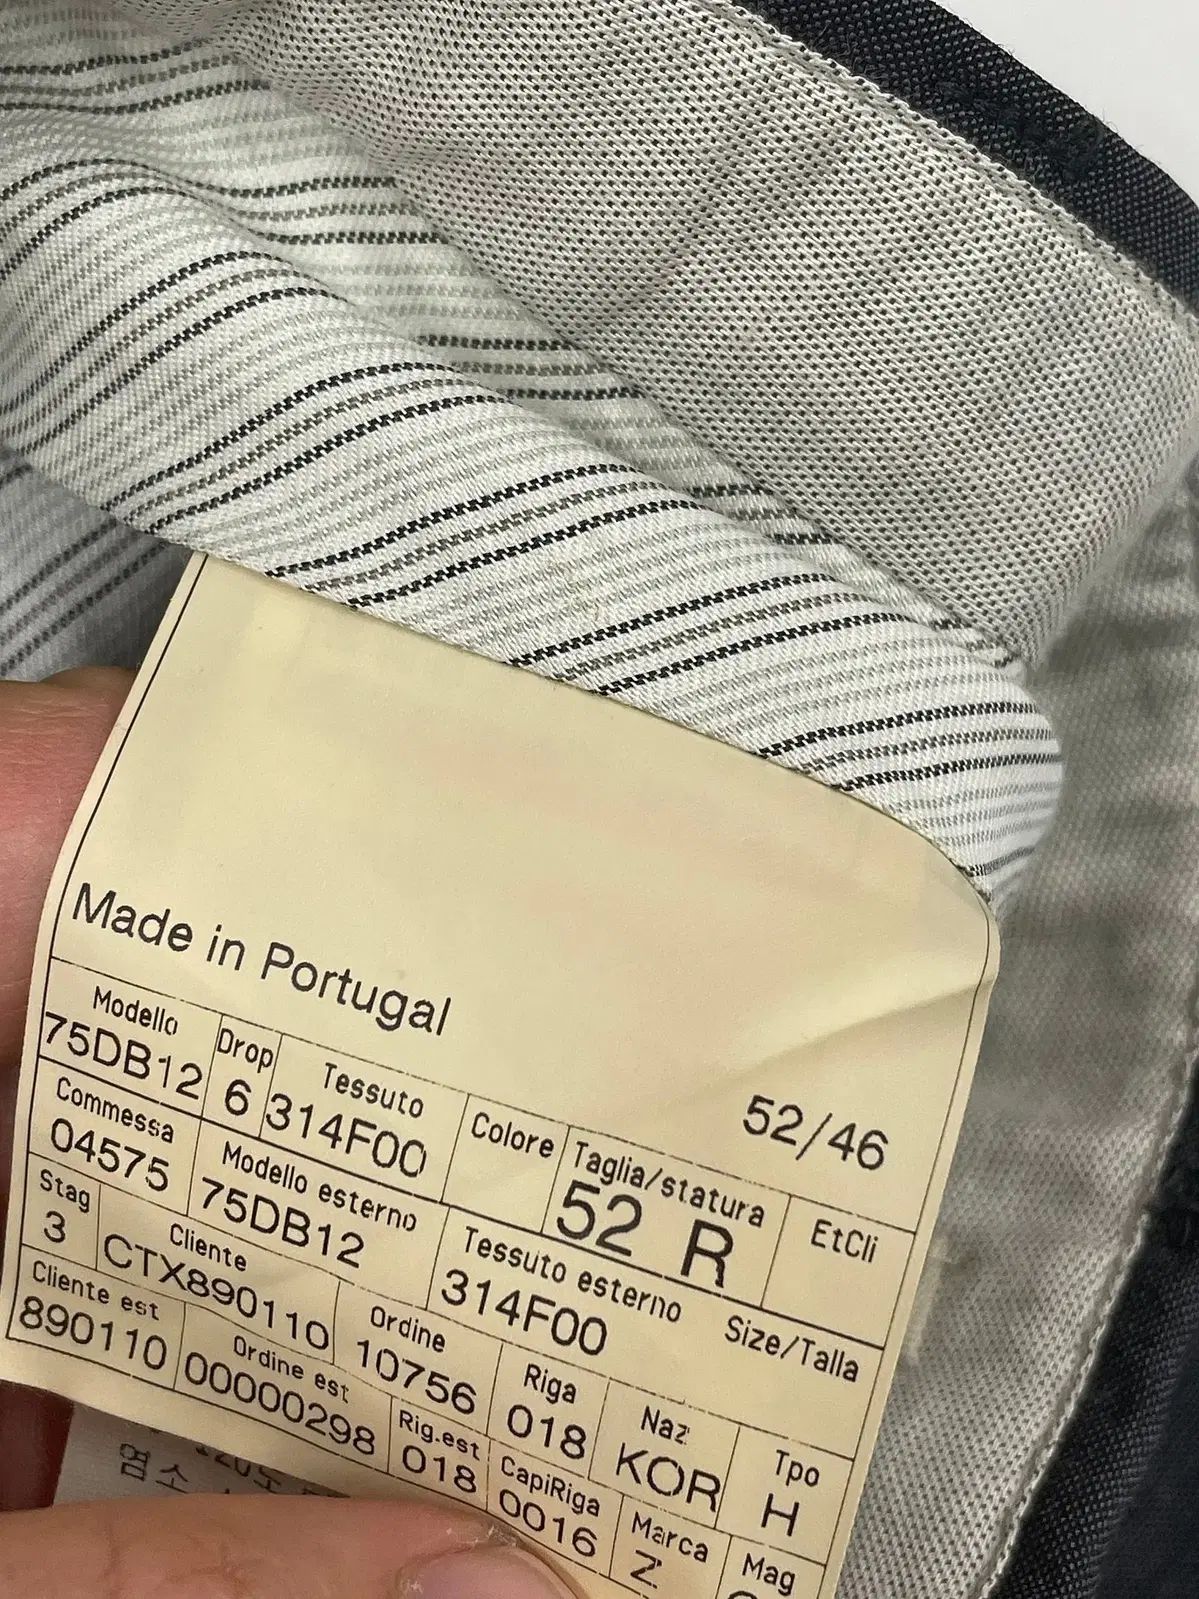 Made in Portugal
52/46
Modello Drop Tessuto Colore Taglia/statura EtCli
75DB12 6 314F00 52 R
Commessa Modello esterno Tessuto esterno Size/Talla
04575 75DB12 314F00
Stag Cliente Ordine Riga Naz Tpo
3 CTX890110 10756 018 KOR H
Cliente est Ordine est Rig.est CapiRiga Marca Mag
890110 00000298 018 0016 Z
염소